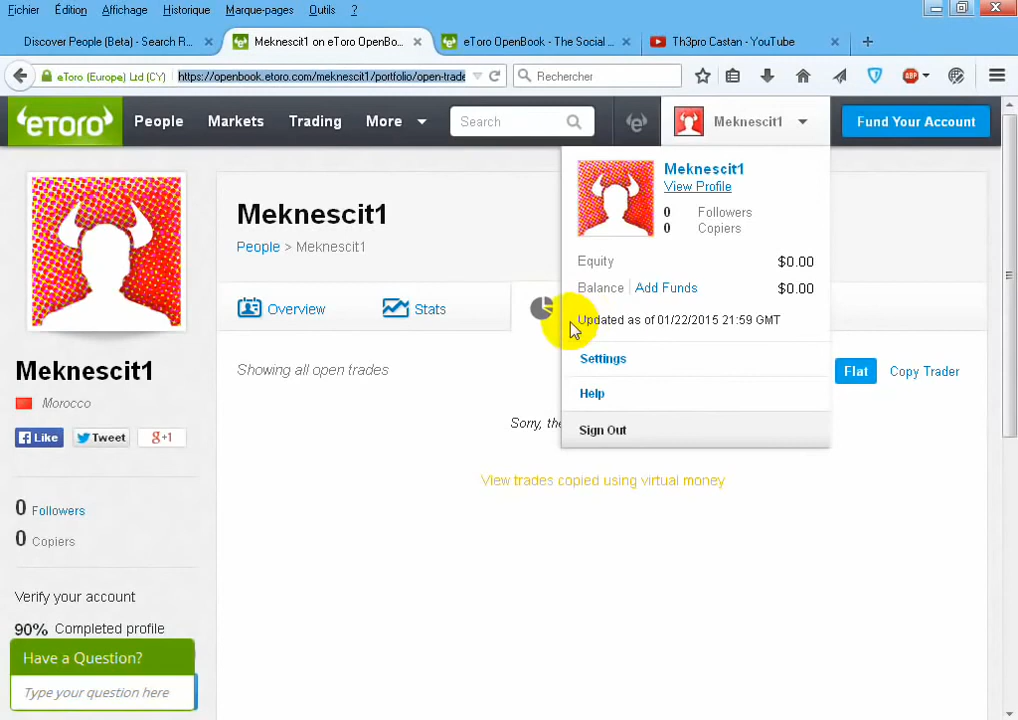 Fichier Édition Affichage Historique Marque-pages Outils ?
Discover People (Beta) - Search R... × Meknescit1 on eToro OpenBo... × eToro OpenBook - The Social ... × Th3pro Castan - YouTube × +
eToro (Europe) Ltd (CY) https://openbook.etoro.com/meknescit1/portfolio/open-trade Rechercher ABP
eToro People Markets Trading More Search Meknescit1 Fund Your Account
Meknescit1
View Profile
0 Followers
0 Copiers
Equity $0.00
Balance Add Funds $0.00
Updated as of 01/22/2015 21:59 GMT
Settings
Help
Sign Out
Meknescit1
People > Meknescit1
Overview Stats
Showing all open trades Flat Copy Trader
Sorry, the
View trades copied using virtual money
Meknescit1
Morocco
Like Tweet g+1
0 Followers
0 Copiers
Verify your account
90% Completed profile
Have a Question?
Type your question here